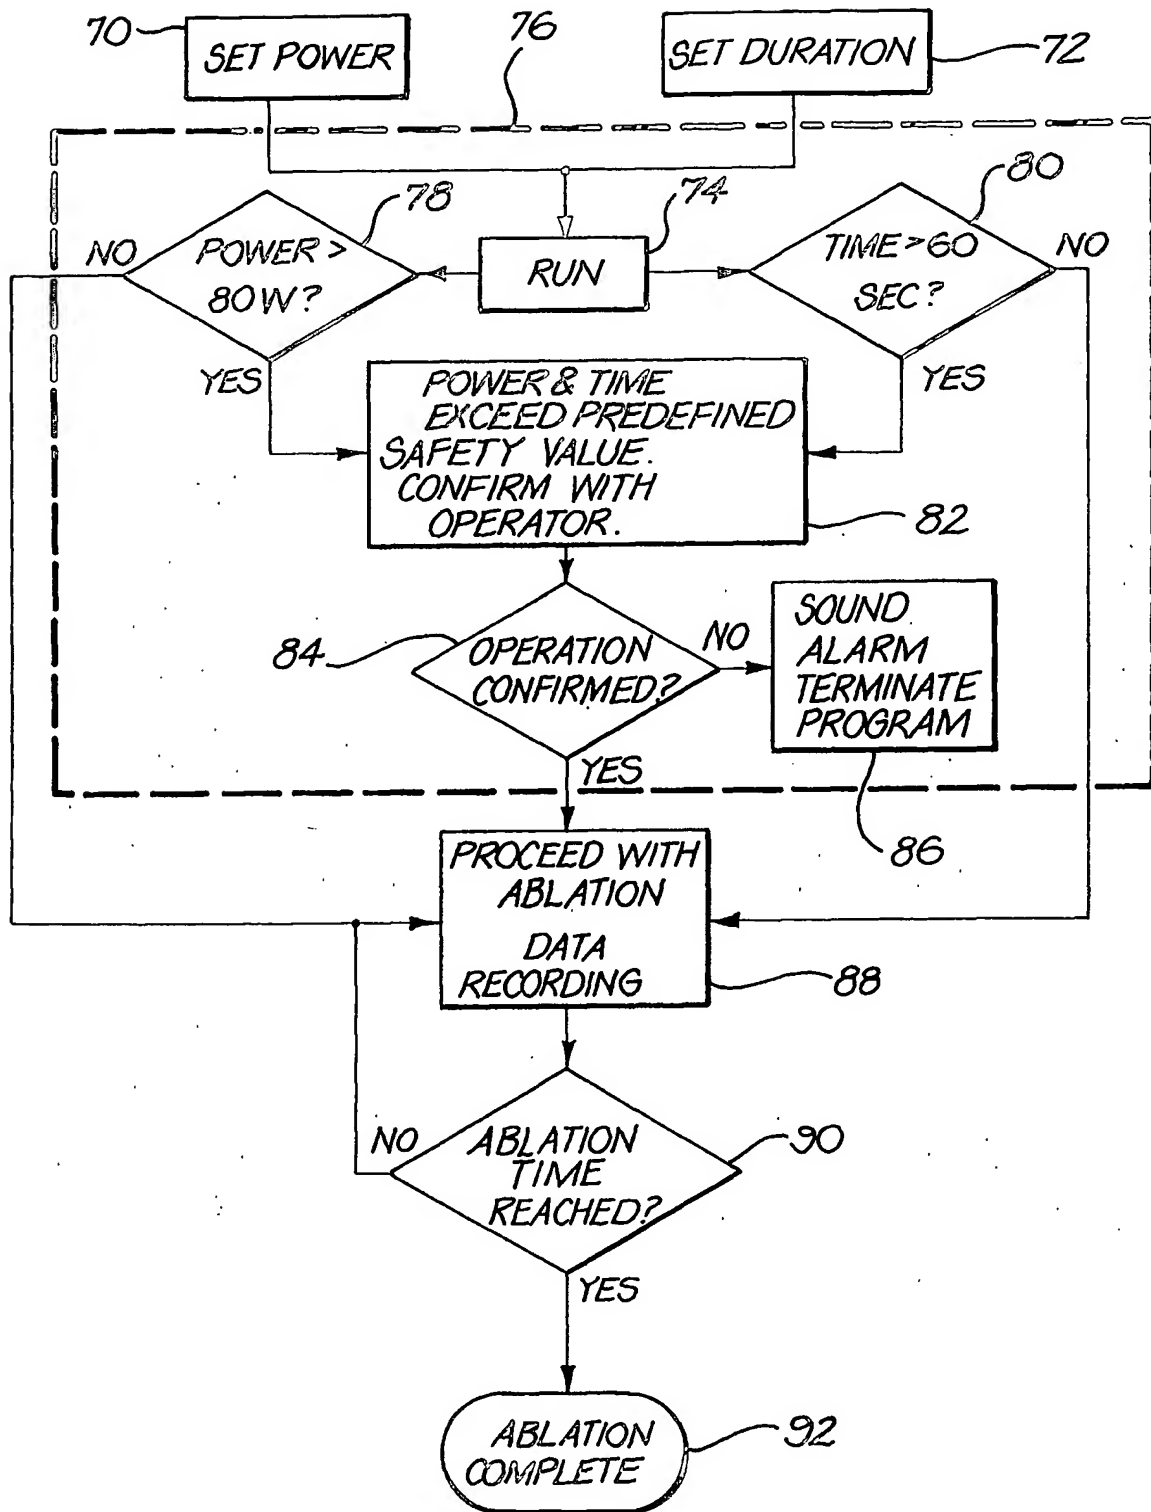 70
SET POWER
76
SET DURATION
72
78
74
80
NO
POWER >
80W?
RUN
TIME > 60
SEC?
NO
YES
YES
POWER & TIME
EXCEED PREDEFINED
SAFETY VALUE.
CONFIRM WITH
OPERATOR.
82
84
OPERATION
CONFIRMED?
NO
SOUND
ALARM
TERMINATE
PROGRAM
YES
86
PROCEED WITH
ABLATION
DATA
RECORDING
88
NO
ABLATION
TIME
REACHED?
90
YES
ABLATION
COMPLETE
92